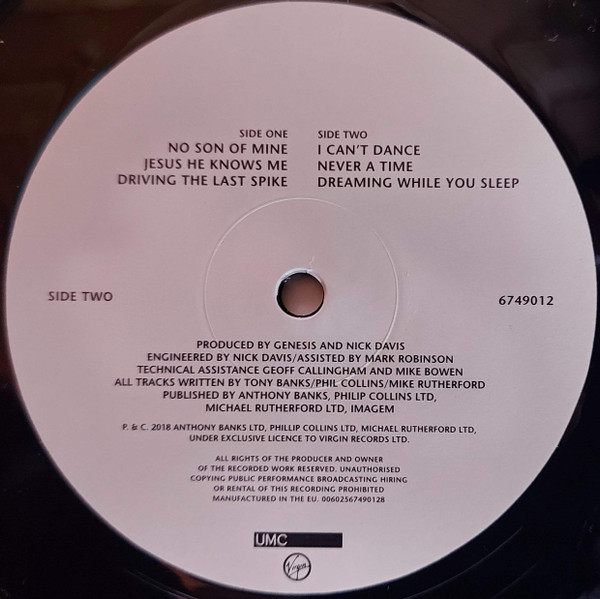 SIDE ONE SIDE TWO
NO SON OF MINE I CAN'T DANCE
JESUS HE KNOWS ME NEVER A TIME
DRIVING THE LAST SPIKE DREAMING WHILE YOU SLEEP
SIDE TWO 6749012
PRODUCED BY GENESIS AND NICK DAVIS
ENGINEERED BY NICK DAVIS/ASSISTED BY MARK ROBINSON
TECHNICAL ASSISTANCE GEOFF CALLINGHAM AND MIKE BOWEN
ALL TRACKS WRITTEN BY TONY BANKS/PHIL COLLINS/MIKE RUTHERFORD
PUBLISHED BY ANTHONY BANKS, PHILIP COLLINS LTD,
MICHAEL RUTHERFORD LTD, IMAGEM
P. & C. 2018 ANTHONY BANKS LTD, PHILLIP COLLINS LTD, MICHAEL RUTHERFORD LTD,
UNDER EXCLUSIVE LICENCE TO VIRGIN RECORDS LTD.
ALL RIGHTS OF THE PRODUCER AND OWNER
OF THE RECORDED WORK RESERVED. UNAUTHORISED
COPYING PUBLIC PERFORMANCE BROADCASTING HIRING
OR RENTAL OF THIS RECORDING PROHIBITED
MANUFACTURED IN THE EU. 00602567490128
UMC
Virgin